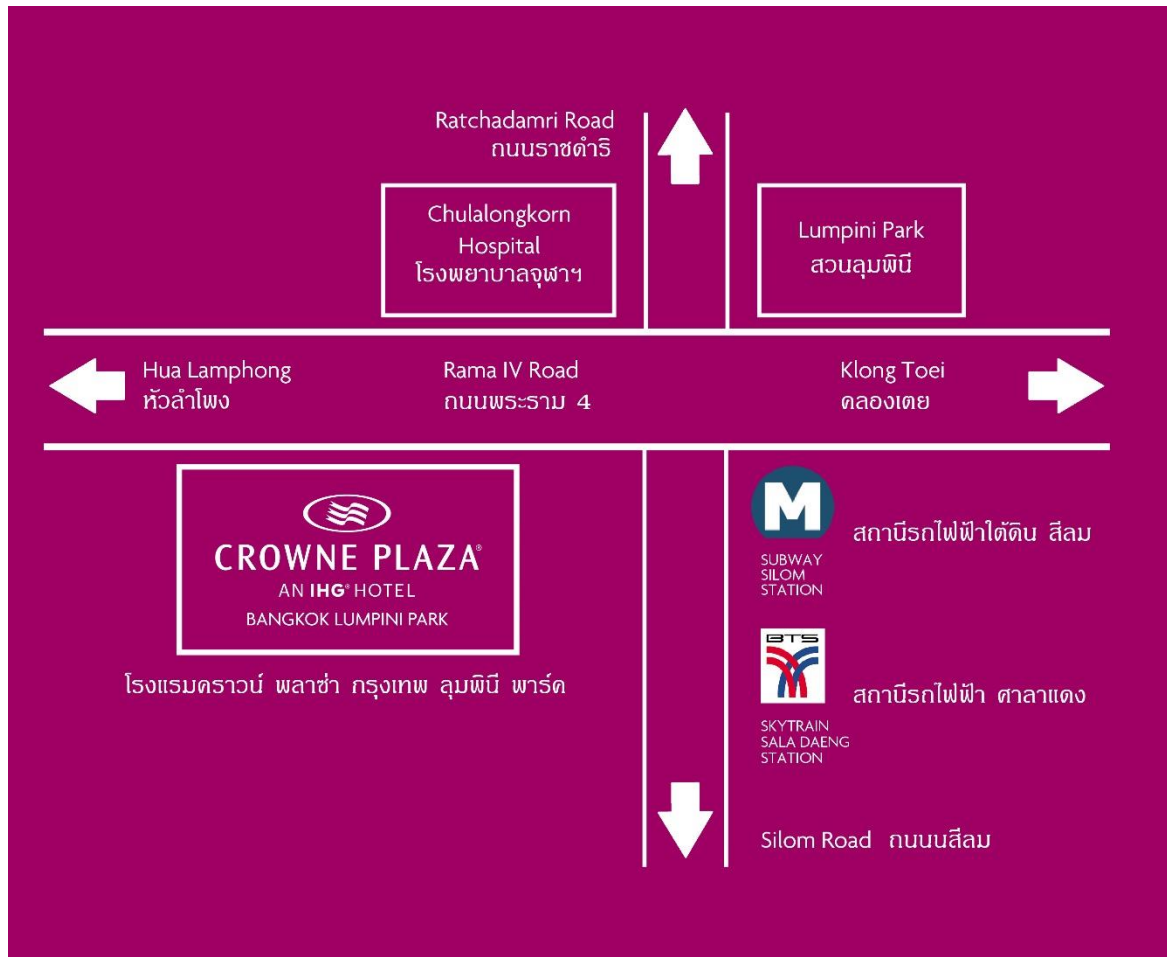 Ratchadamri Road
ถนนราชดำริ
Chulalongkorn
Hospital
โรงพยาบาลจุฬาฯ
Lumpini Park
สวนลุมพินี
Hua Lamphong
หัวลำโพง
Rama IV Road
ถนนพระราม 4
Klong Toei
คลองเตย
CROWNE PLAZA®
AN IHG® HOTEL
BANGKOK LUMPINI PARK
โรงแรมคราวน์ พลาซ่า กรุงเทพ ลุมพินี พาร์ค
M
SUBWAY
SILOM
STATION
สถานีรถไฟฟ้าใต้ดิน สีลม
BTS
SKYTRAIN
SALA DAENG
STATION
สถานีรถไฟฟ้า ศาลาแดง
Silom Road ถนนนสีลม